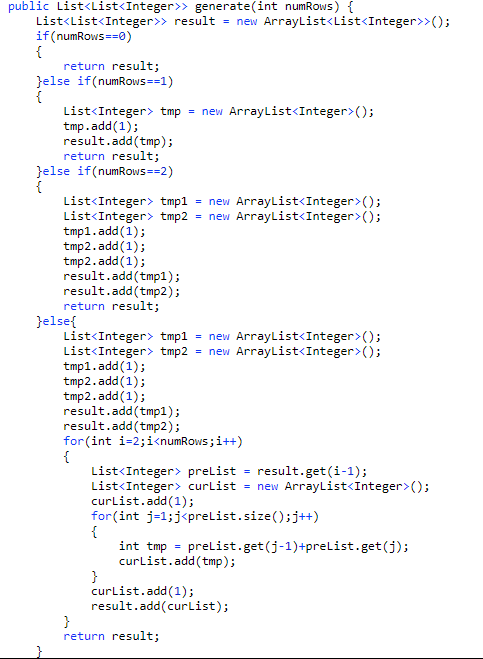 public List<List<Integer>> generate(int numRows) {
    List<List<Integer>> result = new ArrayList<List<Integer>>();
    if(numRows==0)
    {
        return result;
    }else if(numRows==1)
    {
        List<Integer> tmp = new ArrayList<Integer>();
        tmp.add(1);
        result.add(tmp);
        return result;
    }else if(numRows==2)
    {
        List<Integer> tmp1 = new ArrayList<Integer>();
        List<Integer> tmp2 = new ArrayList<Integer>();
        tmp1.add(1);
        tmp2.add(1);
        tmp2.add(1);
        result.add(tmp1);
        result.add(tmp2);
        return result;
    }else{
        List<Integer> tmp1 = new ArrayList<Integer>();
        List<Integer> tmp2 = new ArrayList<Integer>();
        tmp1.add(1);
        tmp2.add(1);
        tmp2.add(1);
        result.add(tmp1);
        result.add(tmp2);
        for(int i=2;i<numRows;i++)
        {
            List<Integer> preList = result.get(i-1);
            List<Integer> curList = new ArrayList<Integer>();
            curList.add(1);
            for(int j=1;j<preList.size();j++)
            {
                int tmp = preList.get(j-1)+preList.get(j);
                curList.add(tmp);
            }
            curList.add(1);
            result.add(curList);
        }
        return result;
    }